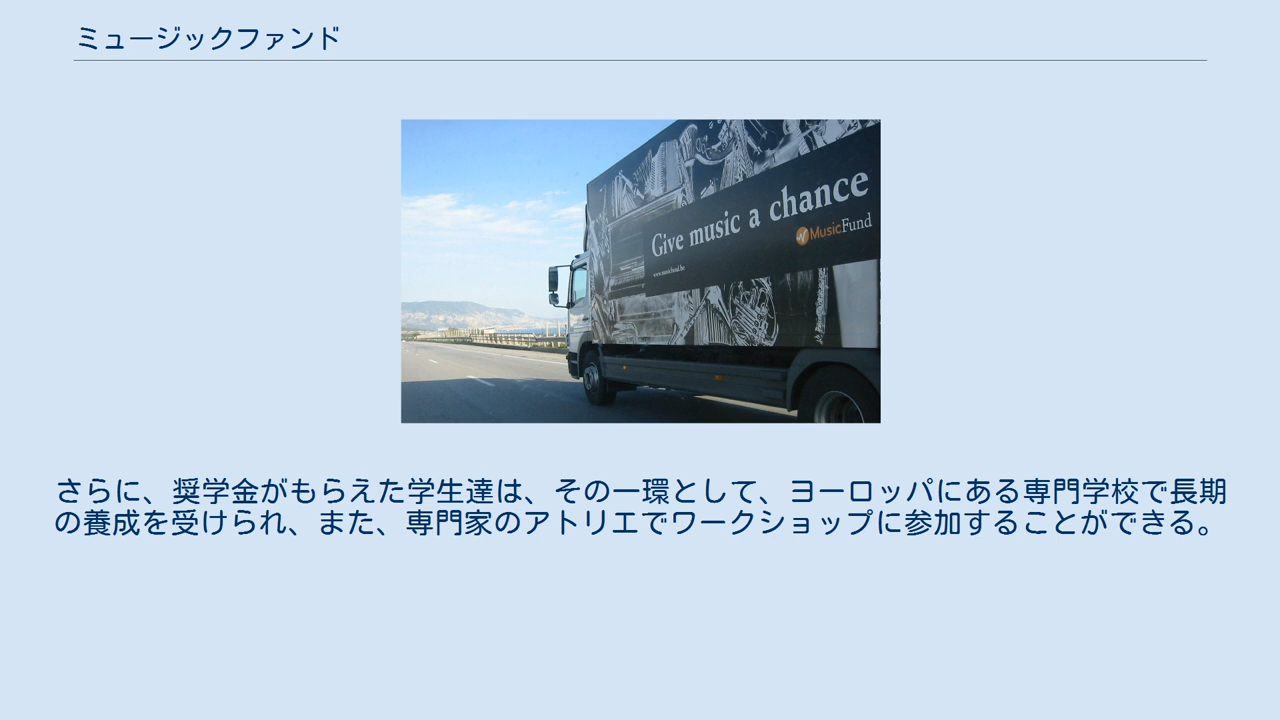 ミュージックファンド
Give music a chance
MusicFund
www.musicfund.be
さらに、奨学金がもらえた学生達は、その一環として、ヨーロッパにある専門学校で長期
の養成を受けられ、また、専門家のアトリエでワークショップに参加することができる。